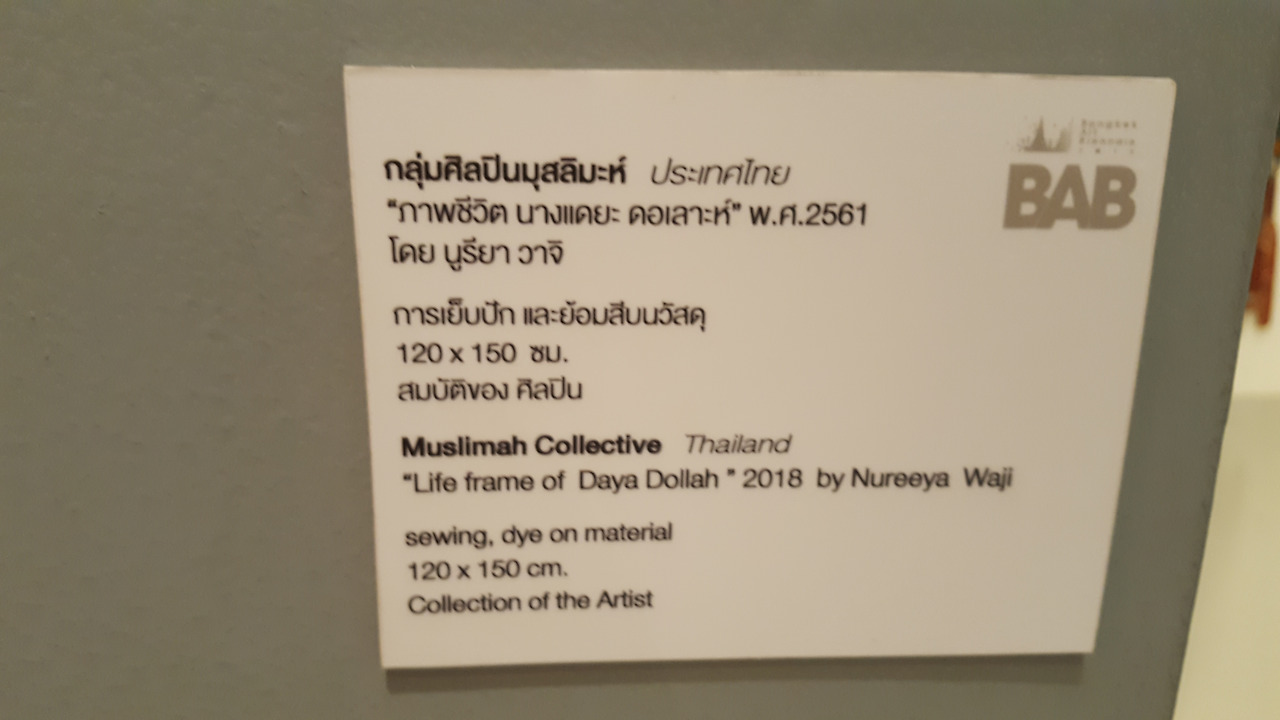 กลุ่มศิลปินมุสลิมะห์ ประเทศไทย
“ภาพชีวิต นางแดยะ ดอเลาะห์” พ.ศ.2561
โดย นูรียา วาจิ
การเย็บปัก และย้อมสีบนวัสดุ
120 x 150 ซม.
สมบัติของ ศิลปิน
Muslimah Collective Thailand
“Life frame of Daya Dollah ” 2018 by Nureeya Waji
sewing, dye on material
120 x 150 cm.
Collection of the Artist
BAB